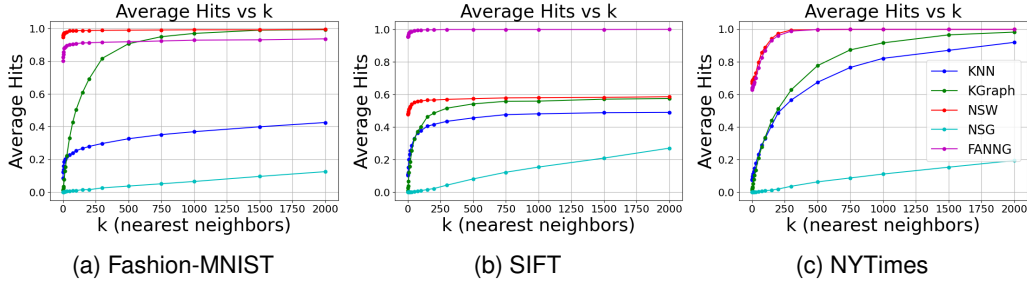 Average Hits vs k
Average Hits
1.0
0.8
0.6
0.4
0.2
0.0
0 250 500 750 1000 1250 1500 1750 2000
k (nearest neighbors)
(a) Fashion-MNIST
Average Hits vs k
Average Hits
1.0
0.8
0.6
0.4
0.2
0.0
0 250 500 750 1000 1250 1500 1750 2000
k (nearest neighbors)
(b) SIFT
Average Hits vs k
Average Hits
1.0
0.8
0.6
0.4
0.2
0.0
0 250 500 750 1000 1250 1500 1750 2000
k (nearest neighbors)
KNN
KGraph
NSW
NSG
FANNG
(c) NYTimes